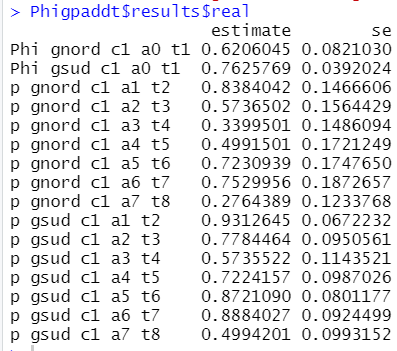 > Phigpaddt$results$real
estimate se
Phi gnord c1 a0 t1 0.6206045 0.0821030
Phi gsud c1 a0 t1 0.7625769 0.0392024
p gnord c1 a1 t2 0.8384042 0.1466606
p gnord c1 a2 t3 0.5736502 0.1564429
p gnord c1 a3 t4 0.3399501 0.1486094
p gnord c1 a4 t5 0.4991501 0.1721249
p gnord c1 a5 t6 0.7230939 0.1747650
p gnord c1 a6 t7 0.7529956 0.1872657
p gnord c1 a7 t8 0.2764389 0.1233768
p gsud c1 a1 t2 0.9312645 0.0672232
p gsud c1 a2 t3 0.7784464 0.0950561
p gsud c1 a3 t4 0.5735522 0.1143521
p gsud c1 a4 t5 0.7224157 0.0987026
p gsud c1 a5 t6 0.8721090 0.0801177
p gsud c1 a6 t7 0.8884027 0.0924499
p gsud c1 a7 t8 0.4994201 0.0993152